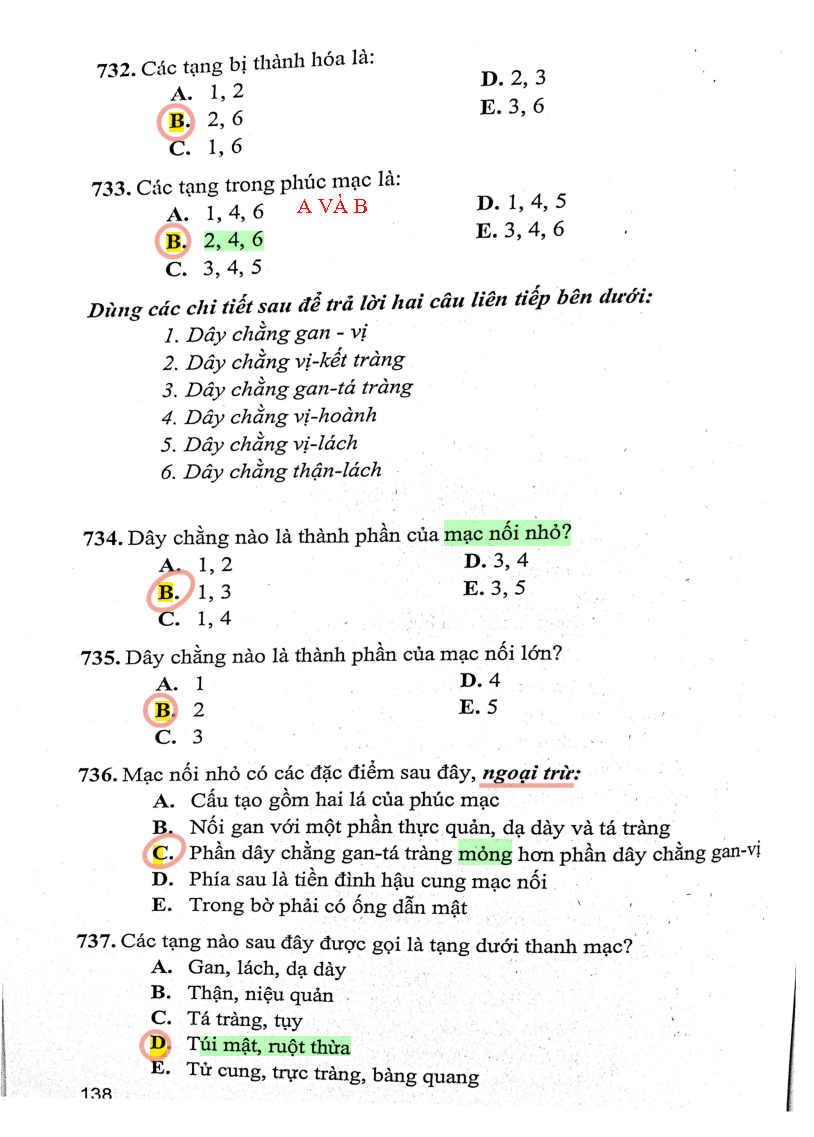 732. Các tạng bị thành hóa là:
A. 1, 2
B. 2, 6
C. 1, 6
D. 2, 3
E. 3, 6
733. Các tạng trong phúc mạc là:
A. 1, 4, 6
A VÀ B
B. 2, 4, 6
C. 3, 4, 5
D. 1, 4, 5
E. 3, 4, 6
Dùng các chi tiết sau để trả lời hai câu liên tiếp bên dưới:
1. Dây chằng gan - vị
2. Dây chằng vị-kết tràng
3. Dây chằng gan-tá tràng
4. Dây chằng vị-hoành
5. Dây chằng vị-lách
6. Dây chằng thận-lách
734. Dây chằng nào là thành phần của mạc nối nhỏ?
A. 1, 2
B. 1, 3
C. 1, 4
D. 3, 4
E. 3, 5
735. Dây chằng nào là thành phần của mạc nối lớn?
A. 1
B. 2
C. 3
D. 4
E. 5
736. Mạc nối nhỏ có các đặc điểm sau đây, ngoại trừ:
A. Cấu tạo gồm hai lá của phúc mạc
B. Nối gan với một phần thực quản, dạ dày và tá tràng
C. Phần dây chằng gan-tá tràng mỏng hơn phần dây chằng gan-vị
D. Phía sau là tiền đình hậu cung mạc nối
E. Trong bờ phải có ống dẫn mật
737. Các tạng nào sau đây được gọi là tạng dưới thanh mạc?
A. Gan, lách, dạ dày
B. Thận, niệu quản
C. Tá tràng, tụy
D. Túi mật, ruột thừa
E. Tử cung, trực tràng, bàng quang
138